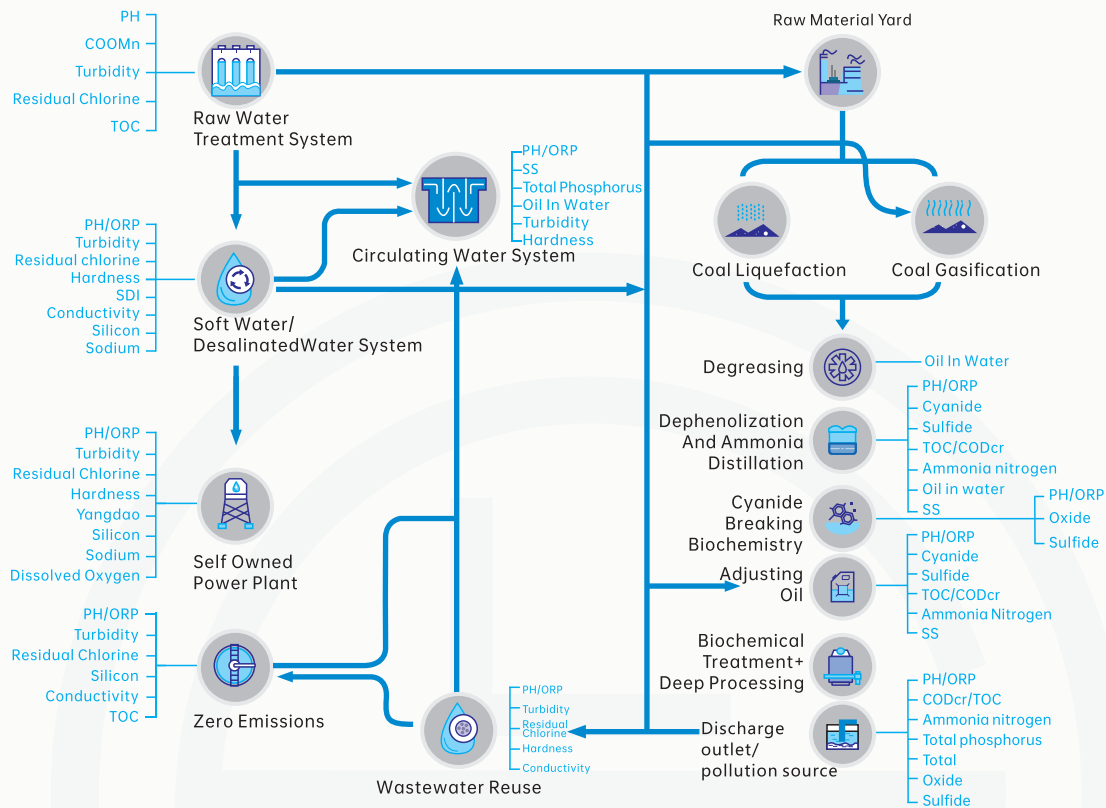 PH
COOMn
Turbidity
Residual Chlorine
TOC
Raw Water
Treatment System
Raw Material Yard
PH/ORP
SS
Total Phosphorus
Oil In Water
Turbidity
Hardness
Circulating Water System
PH/ORP
Turbidity
Residual chlorine
Hardness
SDI
Conductivity
Silicon
Sodium
Soft Water/
DesalinatedWater System
Coal Liquefaction
Coal Gasification
Degreasing
Oil In Water
Dephenolization
And Ammonia
Distillation
PH/ORP
Cyanide
Sulfide
TOC/CODcr
Ammonia nitrogen
Oil in water
SS
PH/ORP
Turbidity
Residual Chlorine
Hardness
Yangdao
Silicon
Sodium
Dissolved Oxygen
Self Owned
Power Plant
Cyanide
Breaking
Biochemistry
PH/ORP
Oxide
Sulfide
Adjusting
Oil
PH/ORP
Cyanide
Sulfide
TOC/CODcr
Ammonia Nitrogen
SS
PH/ORP
Turbidity
Residual Chlorine
Silicon
Conductivity
TOC
Zero Emissions
Biochemical
Treatment+
Deep Processing
PH/ORP
Turbidity
Residual
Chlorine
Hardness
Conductivity
Wastewater Reuse
Discharge
outlet/
pollution source
PH/ORP
CODcr/TOC
Ammonia nitrogen
Total phosphorus
Total
Oxide
Sulfide